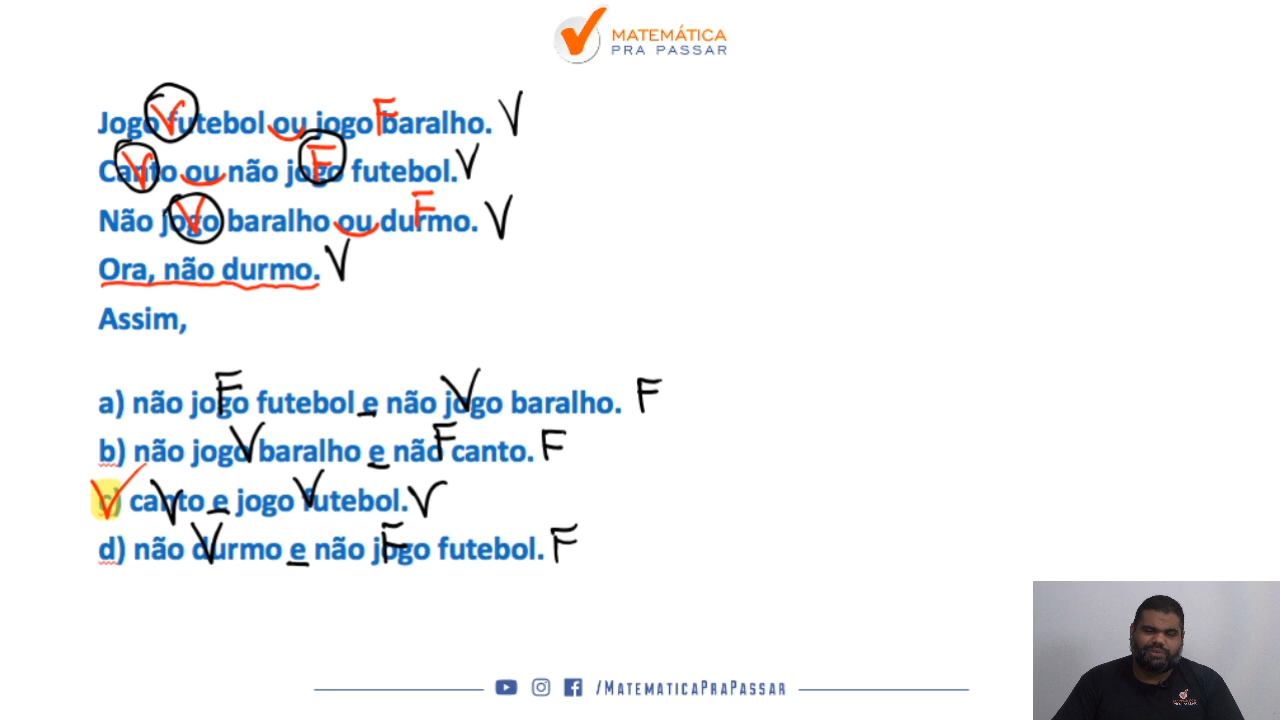 MATEMÁTICA
PRA PASSAR
Jogo futebol ou jogo baralho. V
V F
Canto ou não jogo futebol. V
V F
Não jogo baralho ou durmo. V
V F
Ora, não durmo. V
Assim,
a) não jogo futebol e não jogo baralho. F
F V
b) não jogo baralho e não canto. F
V F
c) canto e jogo futebol. V
V V
d) não durmo e não jogo futebol. F
V F
/MATEMATICAPRAPASSAR